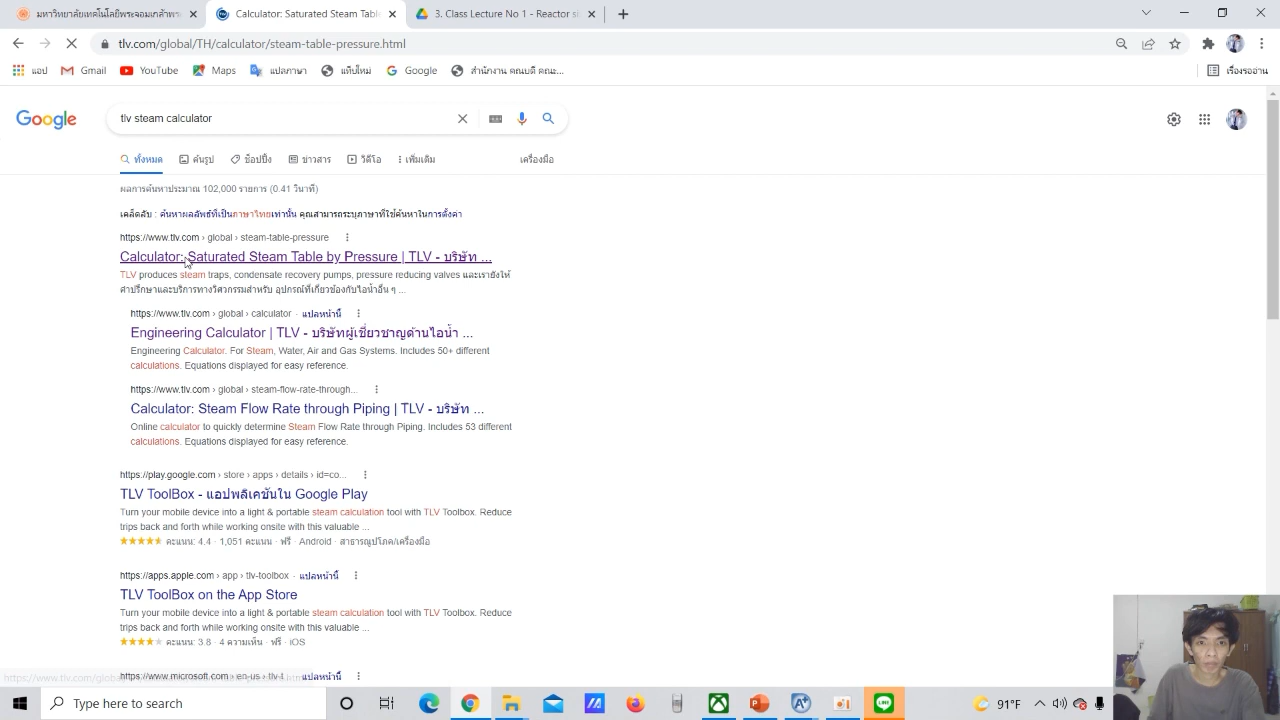 มหาวิทยาลัยเทคโนโลยีพระจอมเกล้าพระ
Calculator: Saturated Steam Table
3. Class Lecture No 1 - Reactor si
tlv.com/global/TH/calculator/steam-table-pressure.html
แอป
Gmail
YouTube
Maps
แปลภาษา
แท็บใหม่
Google
สำนักงาน คณบดี คณะ...
เรื่องรออ่าน
Google
tlv steam calculator
ทั้งหมด
ค้นรูป
ช็อปปิ้ง
ข่าวสาร
วิดีโอ
เพิ่มเติม
เครื่องมือ
ผลการค้นหาประมาณ 102,000 รายการ (0.41 วินาที)
เคล็ดลับ : ค้นหาผลลัพธ์ที่เป็นภาษาไทยเท่านั้น คุณสามารถระบุภาษาที่ใช้ค้นหาในการตั้งค่า
https://www.tlv.com › global › steam-table-pressure
Calculator: Saturated Steam Table by Pressure | TLV - บริษัท ...
TLV produces steam traps, condensate recovery pumps, pressure reducing valves และเรายังให้
คำปรึกษาและบริการทางวิศวกรรมสำหรับ อุปกรณ์ที่เกี่ยวข้องกับไอน้ำอื่น ๆ ...
https://www.tlv.com › global › calculator · แปลหน้านี้
Engineering Calculator | TLV - บริษัทผู้เชี่ยวชาญด้านไอน้ำ ...
Engineering Calculator. For Steam, Water, Air and Gas Systems. Includes 50+ different
calculations. Equations displayed for easy reference.
https://www.tlv.com › global › steam-flow-rate-through...
Calculator: Steam Flow Rate through Piping | TLV - บริษัท ...
Online calculator to quickly determine Steam Flow Rate through Piping. Includes 53 different
calculations. Equations displayed for easy reference.
https://play.google.com › store › apps › details › id=co...
TLV ToolBox - แอปพลิเคชันใน Google Play
Turn your mobile device into a light & portable steam calculation tool with TLV Toolbox. Reduce
trips back and forth while working onsite with this valuable ...
คะแนน: 4.4 · 1,051 คะแนน · ฟรี · Android · สาธารณูปโภค/เครื่องมือ
https://apps.apple.com › app › tlv-toolbox · แปลหน้านี้
TLV ToolBox on the App Store
Turn your mobile device into a light & portable steam calculation tool with TLV Toolbox. Reduce
trips back and forth while working onsite with this valuable ...
คะแนน: 3.8 · 4 ความเห็น · ฟรี · iOS
https://www.microsoft.com › en-us › tlv-t... แปลหน้านี้
Type here to search
91°F
LINE